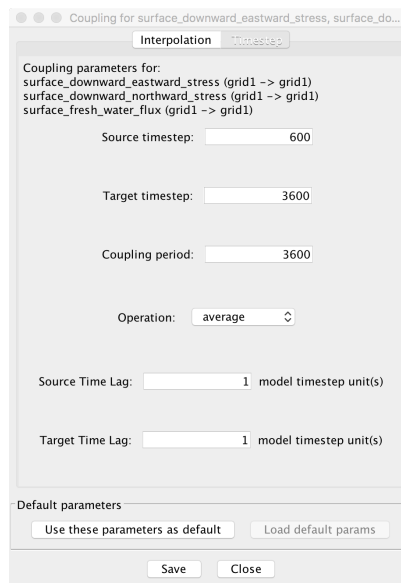 Coupling for surface_downward_eastward_stress, surface_do...
Interpolation Timestep
Coupling parameters for:
surface_downward_eastward_stress (grid1 -> grid1)
surface_downward_northward_stress (grid1 -> grid1)
surface_fresh_water_flux (grid1 -> grid1)
Source timestep: 600
Target timestep: 3600
Coupling period: 3600
Operation: average
Source Time Lag: 1 model timestep unit(s)
Target Time Lag: 1 model timestep unit(s)
Default parameters
Use these parameters as default Load default params
Save Close